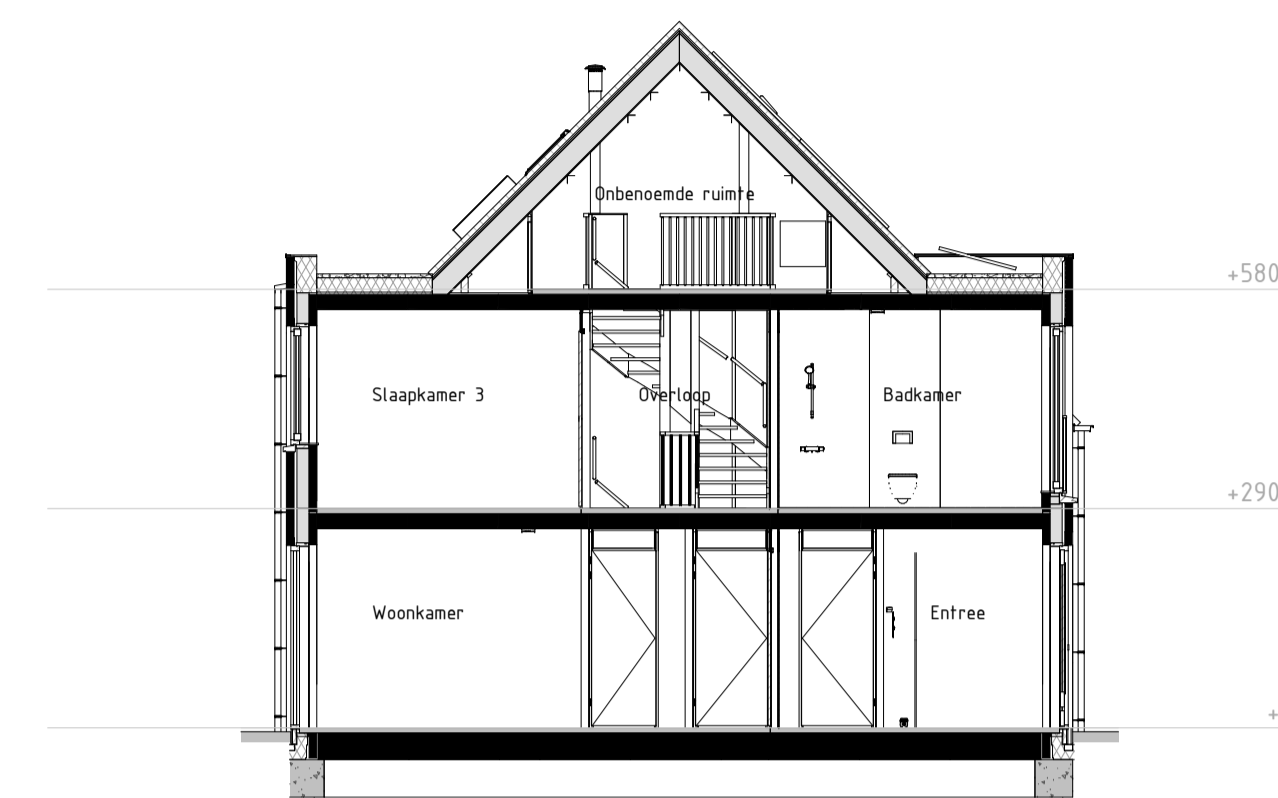 Onbenoemde ruimte
+580
Slaapkamer 3
Overloop
Badkamer
+290
Woonkamer
Entree
+